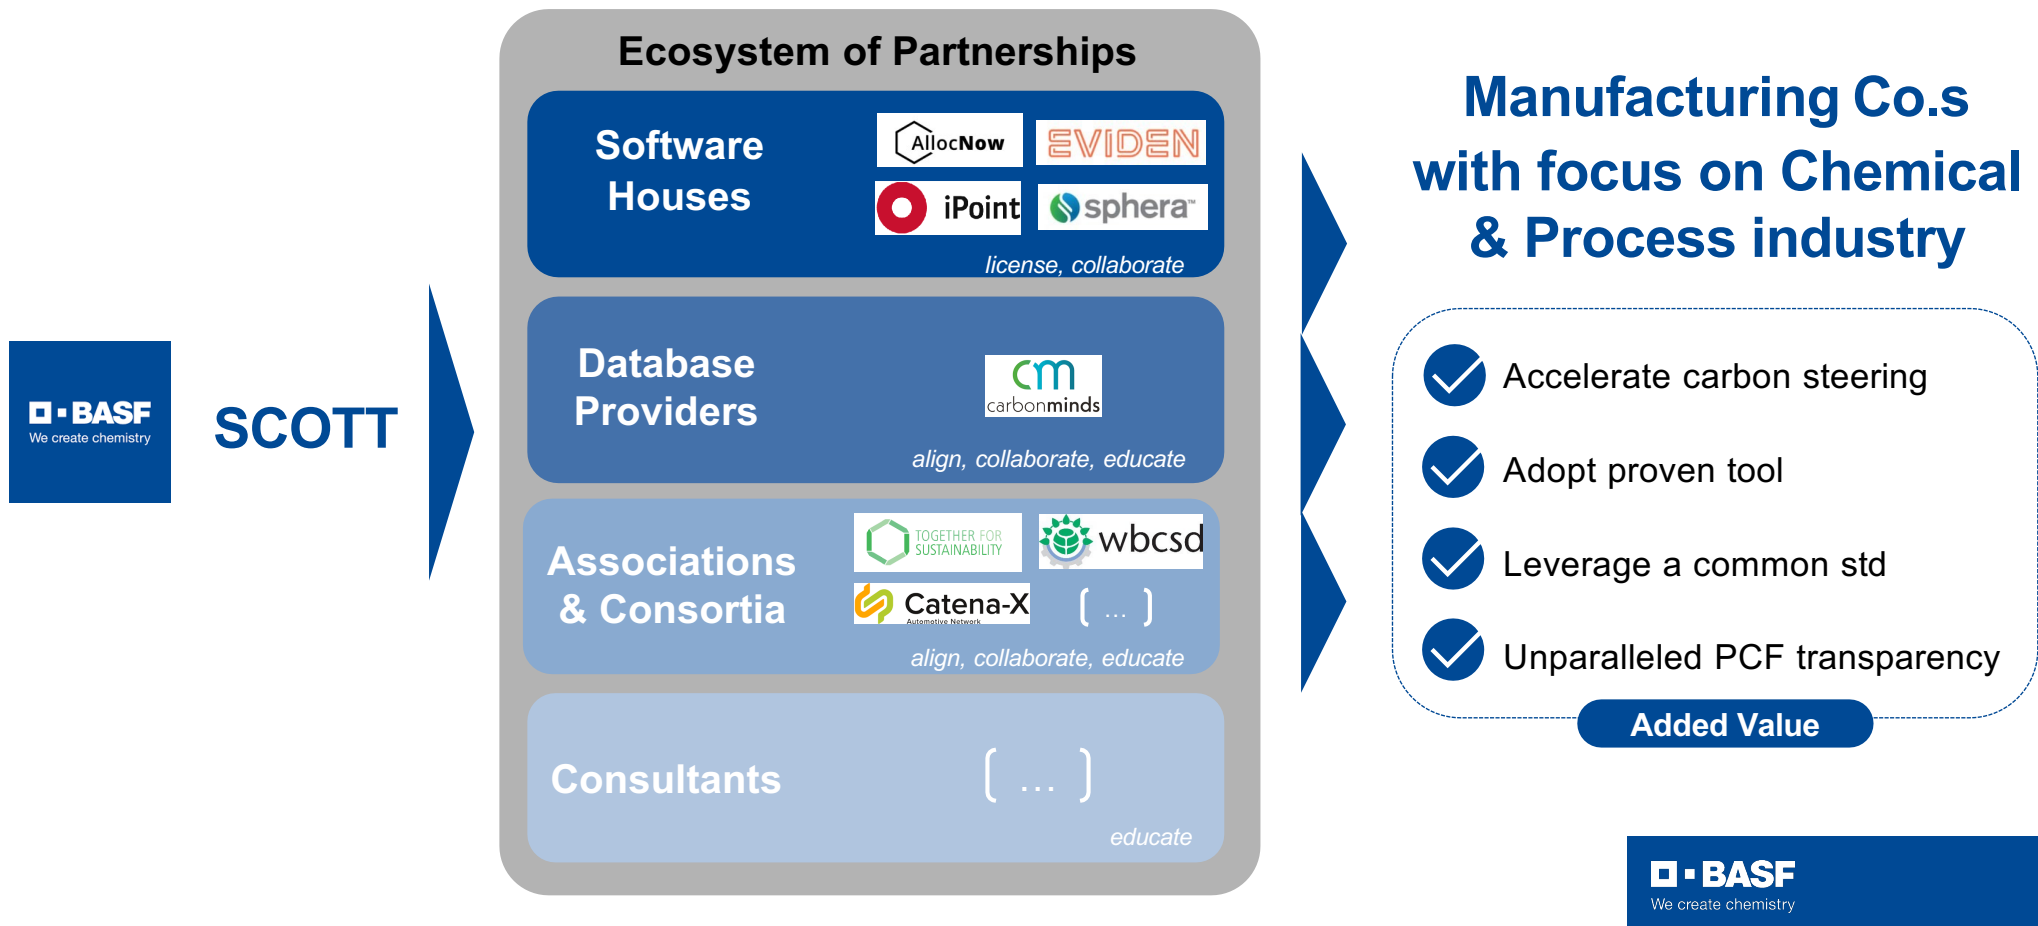 BASF
We create chemistry
SCOTT
Ecosystem of Partnerships
Software
Houses
AllocNow
EVIDEN
iPoint
sphera™
license, collaborate
Database
Providers
cm
carbonminds
align, collaborate, educate
Associations
& Consortia
TOGETHER FOR
SUSTAINABILITY
wbcsd
Catena-X
Automotive Network
[ ... ]
align, collaborate, educate
Consultants
[ ... ]
educate
Manufacturing Co.s
with focus on Chemical
& Process industry
Accelerate carbon steering
Adopt proven tool
Leverage a common std
Unparalleled PCF transparency
Added Value
BASF
We create chemistry